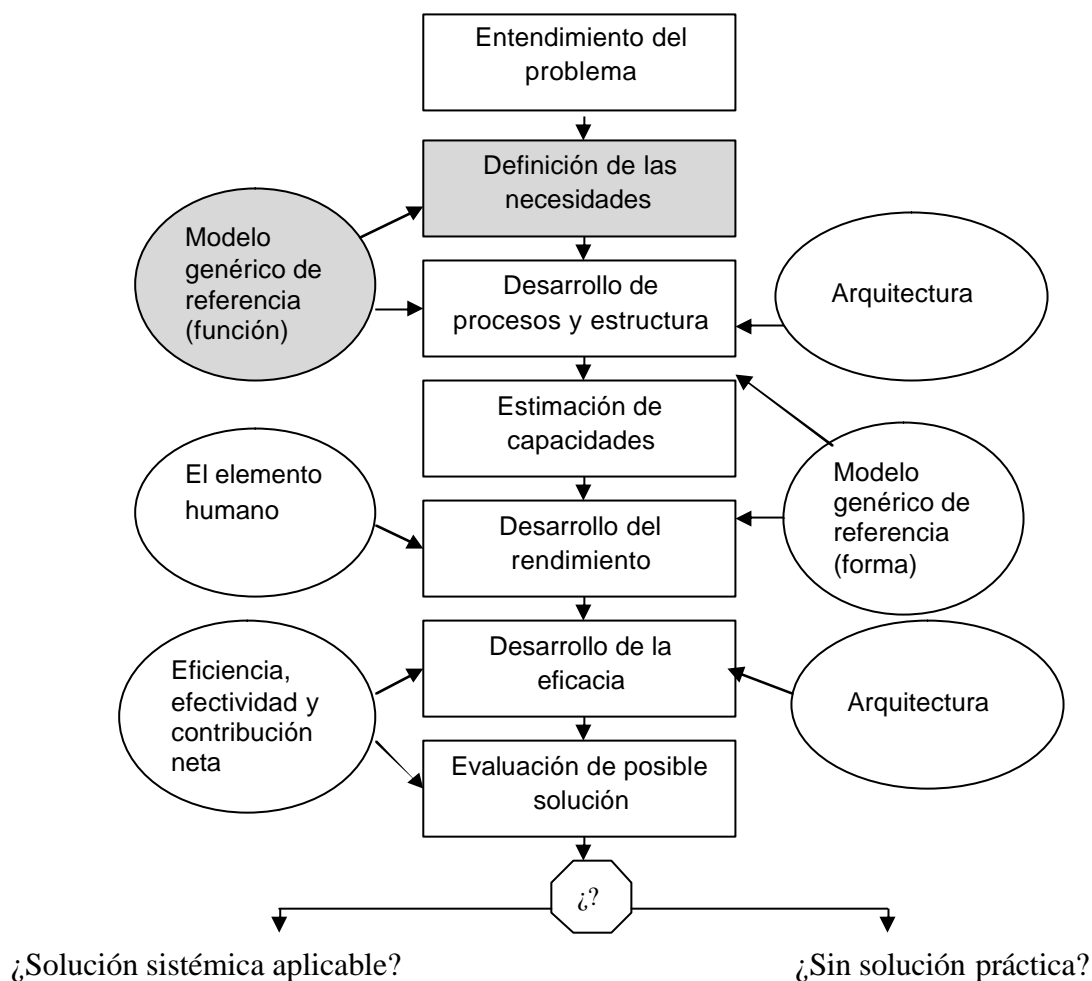 Entendimiento del
problema
Definición de las
necesidades
Modelo
genérico de
referencia
(función)
Desarrollo de
procesos y estructura
Arquitectura
Estimación de
capacidades
El elemento
humano
Desarrollo del
rendimiento
Modelo
genérico de
referencia
(forma)
Desarrollo de la
eficacia
Eficiencia,
efectividad y
contribución
neta
Arquitectura
Evaluación de posible
solución
¿?
¿Solución sistémica aplicable?
¿Sin solución práctica?